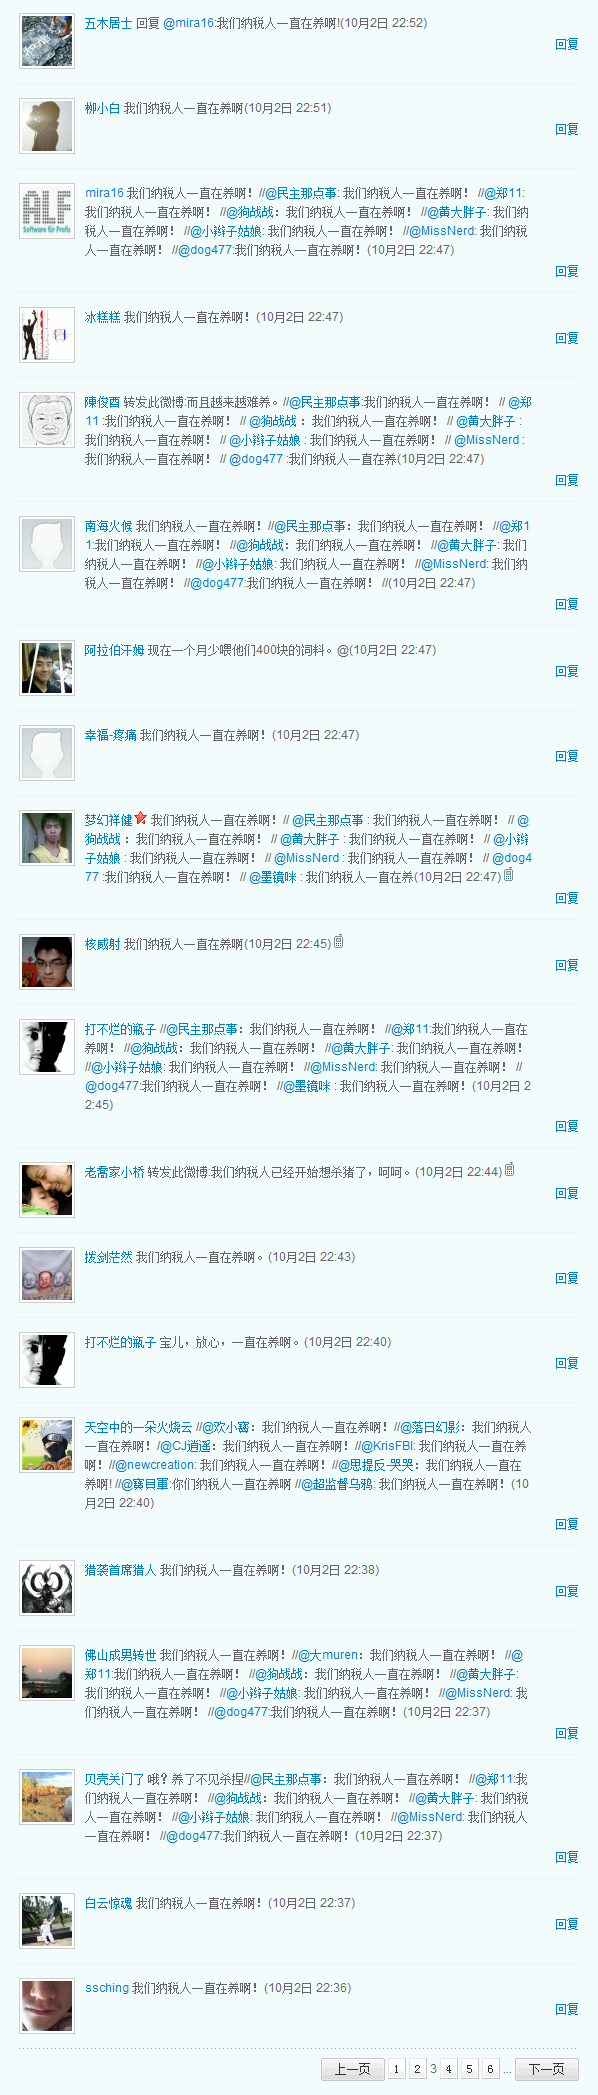 五木居士 回复 @mira16:我们纳税人一直在养啊!(10月2日 22:52)
回复
柳小白 我们纳税人一直在养啊(10月2日 22:51)
回复
ALF
Software für Profis
mira16 我们纳税人一直在养啊！//@民主那点事: 我们纳税人一直在养啊！//@郑11:
我们纳税人一直在养啊！//@狗战战：我们纳税人一直在养啊！//@黄大胖子: 我们纳
税人一直在养啊！//@小辫子姑娘: 我们纳税人一直在养啊！//@MissNerd: 我们纳税
人一直在养啊！//@dog477:我们纳税人一直在养啊！(10月2日 22:47)
回复
冰糕糕 我们纳税人一直在养啊！(10月2日 22:47)
回复
陳俊酉 转发此微博:而且越来越难养。//@民主那点事:我们纳税人一直在养啊！// @郑
11 :我们纳税人一直在养啊！// @狗战战 ：我们纳税人一直在养啊！// @黄大胖子 :
我们纳税人一直在养啊！// @小辫子姑娘 : 我们纳税人一直在养啊！// @MissNerd :
我们纳税人一直在养啊！// @dog477 :我们纳税人一直在养(10月2日 22:47)
回复
南海火候 我们纳税人一直在养啊！//@民主那点事：我们纳税人一直在养啊！//@郑1
1:我们纳税人一直在养啊！//@狗战战：我们纳税人一直在养啊！//@黄大胖子: 我们
纳税人一直在养啊！//@小辫子姑娘: 我们纳税人一直在养啊！//@MissNerd: 我们纳
税人一直在养啊！//@dog477:我们纳税人一直在养啊！//(10月2日 22:47)
回复
阿拉伯汗姆 现在一个月少喂他们400块的饲料。@(10月2日 22:47)
回复
幸福-疼痛 我们纳税人一直在养啊！(10月2日 22:47)
回复
梦幻祥健 我们纳税人一直在养啊！// @民主那点事 : 我们纳税人一直在养啊！// @
狗战战 ：我们纳税人一直在养啊！// @黄大胖子 : 我们纳税人一直在养啊！// @小辫
子姑娘 : 我们纳税人一直在养啊！// @MissNerd : 我们纳税人一直在养啊！// @dog4
77 :我们纳税人一直在养啊！// @墨镜咪 : 我们纳税人一直在养(10月2日 22:47)
回复
核威射 我们纳税人一直在养啊(10月2日 22:45)
回复
打不烂的瓶子 //@民主那点事：我们纳税人一直在养啊！//@郑11:我们纳税人一直在
养啊！//@狗战战：我们纳税人一直在养啊！//@黄大胖子: 我们纳税人一直在养啊！
//@小辫子姑娘: 我们纳税人一直在养啊！//@MissNerd: 我们纳税人一直在养啊！//
@dog477:我们纳税人一直在养啊！//@墨镜咪 : 我们纳税人一直在养啊！(10月2日 2
2:45)
回复
老喬家小桥 转发此微博:我们纳税人已经开始想杀猪了，呵呵。(10月2日 22:44)
回复
拨剑茫然 我们纳税人一直在养啊。(10月2日 22:43)
回复
打不烂的瓶子 宝儿，放心，一直在养啊。(10月2日 22:40)
回复
天空中的一朵火烧云 //@欢小寳：我们纳税人一直在养啊！//@落日幻影：我们纳税人
一直在养啊！/@CJ逍遥：我们纳税人一直在养啊！//@KrisFBI: 我们纳税人一直在养
啊！//@newcreation: 我们纳税人一直在养啊！//@思提反-哭哭：我们纳税人一直在
养啊! //@寳貝軍:你们纳税人一直在养啊 //@超监督乌鸦: 我们纳税人一直在养啊！(10
月2日 22:40)
回复
猎袭首席猎人 我们纳税人一直在养啊！(10月2日 22:38)
回复
佛山成男转世 我们纳税人一直在养啊！//@大muren：我们纳税人一直在养啊！//@
郑11:我们纳税人一直在养啊！//@狗战战：我们纳税人一直在养啊！//@黄大胖子:
我们纳税人一直在养啊！//@小辫子姑娘: 我们纳税人一直在养啊！//@MissNerd: 我
们纳税人一直在养啊！//@dog477:我们纳税人一直在养啊！(10月2日 22:37)
回复
贝壳关门了 哦？养了不见杀捏//@民主那点事：我们纳税人一直在养啊！//@郑11:我
们纳税人一直在养啊！//@狗战战：我们纳税人一直在养啊！//@黄大胖子: 我们纳税
人一直在养啊！//@小辫子姑娘: 我们纳税人一直在养啊！//@MissNerd: 我们纳税人
一直在养啊！//@dog477:我们纳税人一直在养啊！(10月2日 22:37)
回复
白云惊魂 我们纳税人一直在养啊！(10月2日 22:37)
回复
ssching 我们纳税人一直在养啊！(10月2日 22:36)
回复
上一页 1 2 3 4 5 6 ... 下一页